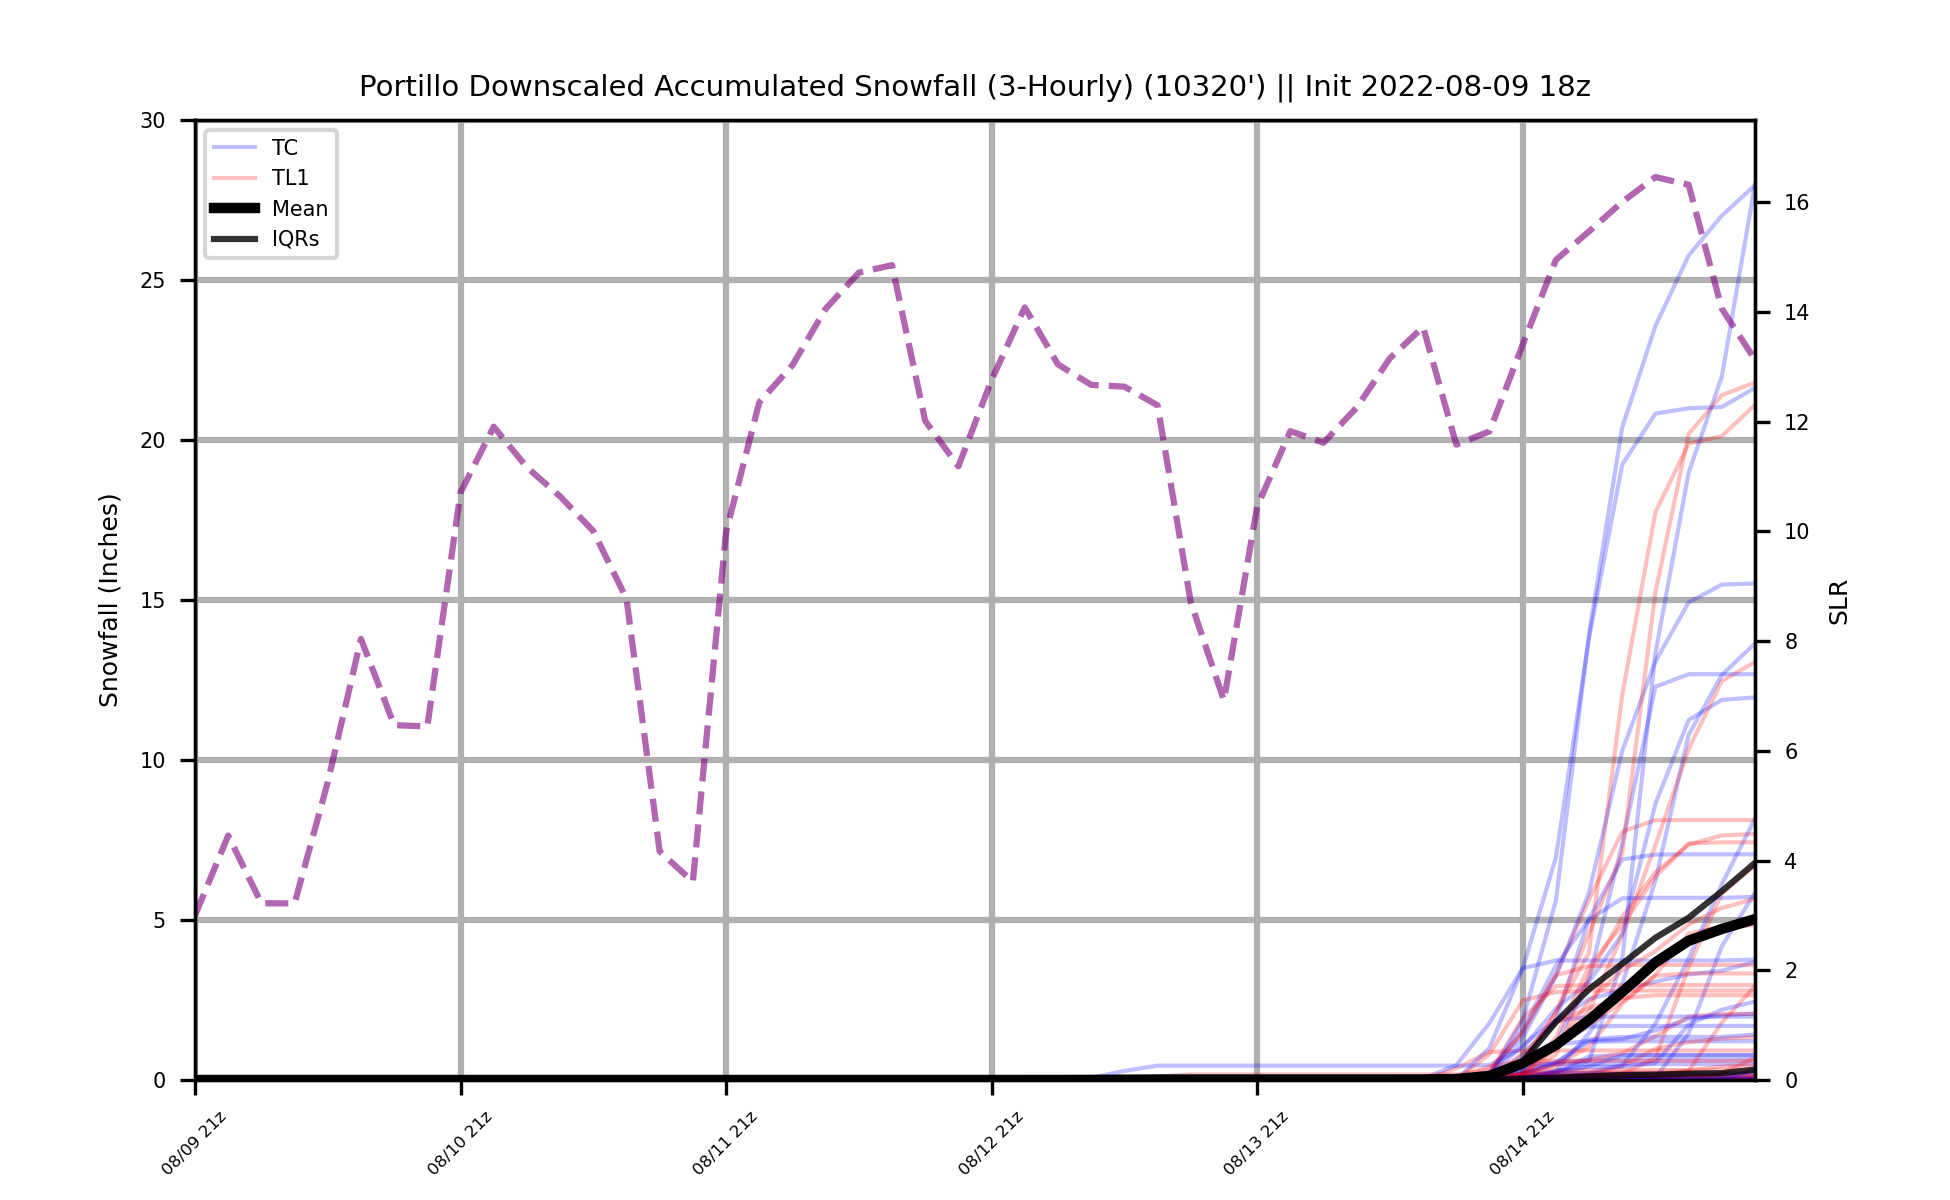 Portillo Downscaled Accumulated Snowfall (3-Hourly) (10320') || Init 2022-08-09 18z
TC
TL1
Mean
IQRs
Snowfall (Inches)
30
25
20
15
10
5
0
SLR
16
14
12
10
8
6
4
2
0
08/09 21z
08/10 21z
08/11 21z
08/12 21z
08/13 21z
08/14 21z